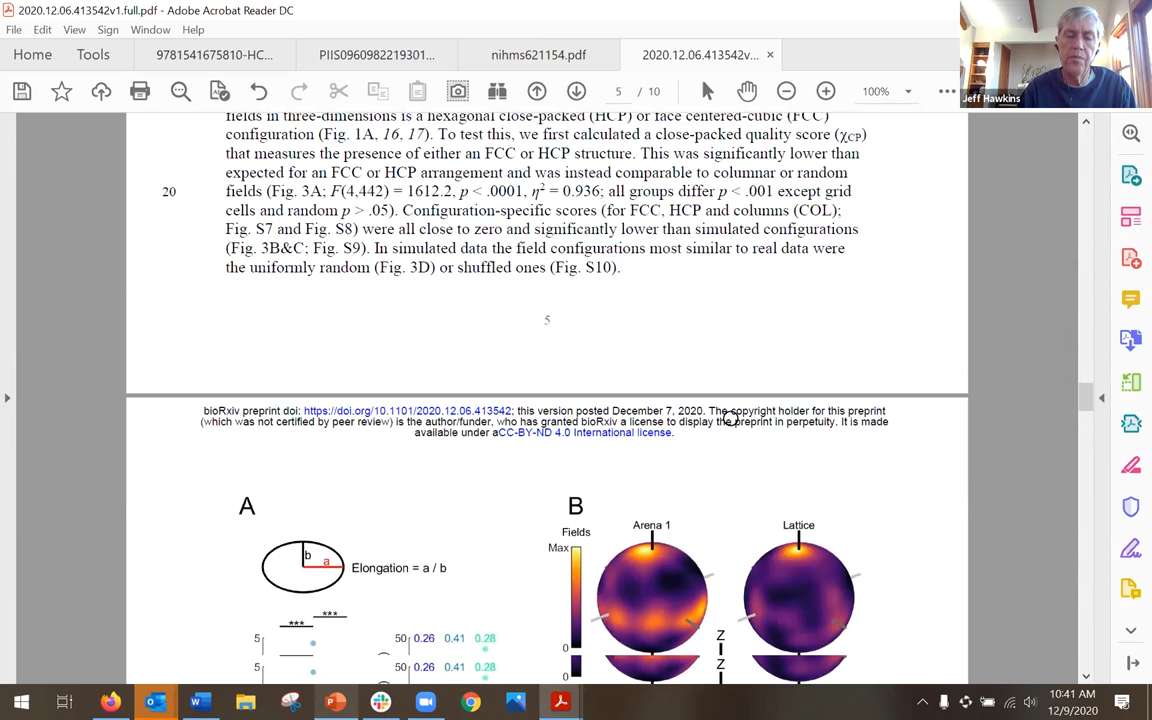 2020.12.06.413542v1.full.pdf - Adobe Acrobat Reader DC
File Edit View Sign Window Help
Home Tools 9781541675810-HC... PIIS0960982219301... nihms621154.pdf 2020.12.06.413542v... ×
5 / 10 100%
Jeff Hawkins
fields in three-dimensions is a hexagonal close-packed (HCP) or face centered-cubic (FCC)
configuration (Fig. 1A, 16, 17). To test this, we first calculated a close-packed quality score (χCP)
that measures the presence of either an FCC or HCP structure. This was significantly lower than
expected for an FCC or HCP arrangement and was instead comparable to columnar or random
20 fields (Fig. 3A; F(4,442) = 1612.2, p < .0001, η2 = 0.936; all groups differ p < .001 except grid
cells and random p > .05). Configuration-specific scores (for FCC, HCP and columns (COL);
Fig. S7 and Fig. S8) were all close to zero and significantly lower than simulated configurations
(Fig. 3B&C; Fig. S9). In simulated data the field configurations most similar to real data were
the uniformly random (Fig. 3D) or shuffled ones (Fig. S10).
5
bioRxiv preprint doi: https://doi.org/10.1101/2020.12.06.413542; this version posted December 7, 2020. The copyright holder for this preprint
(which was not certified by peer review) is the author/funder, who has granted bioRxiv a license to display the preprint in perpetuity. It is made
available under aCC-BY-ND 4.0 International license.
A
B
Fields Arena 1 Lattice
Max
b
a
Elongation = a / b
*** ***
5 50 0.26 0.41 0.28
0
Z
5 50 0.26 0.41 0.28
0
Z
10:41 AM
12/9/2020